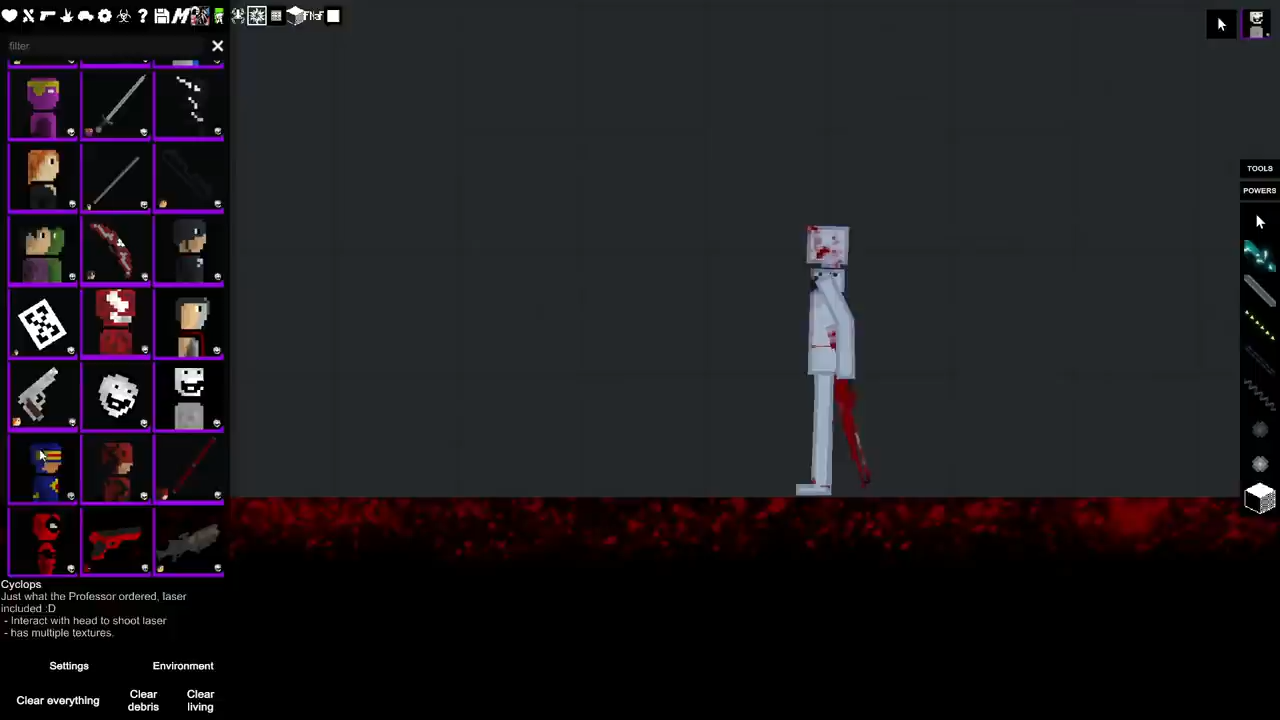 filter
TOOLS
POWERS
Cyclops
Just what the Professor ordered, laser
included :D
- Interact with head to shoot laser
- has multiple textures.
Settings
Environment
Clear everything
Clear
debris
Clear
living